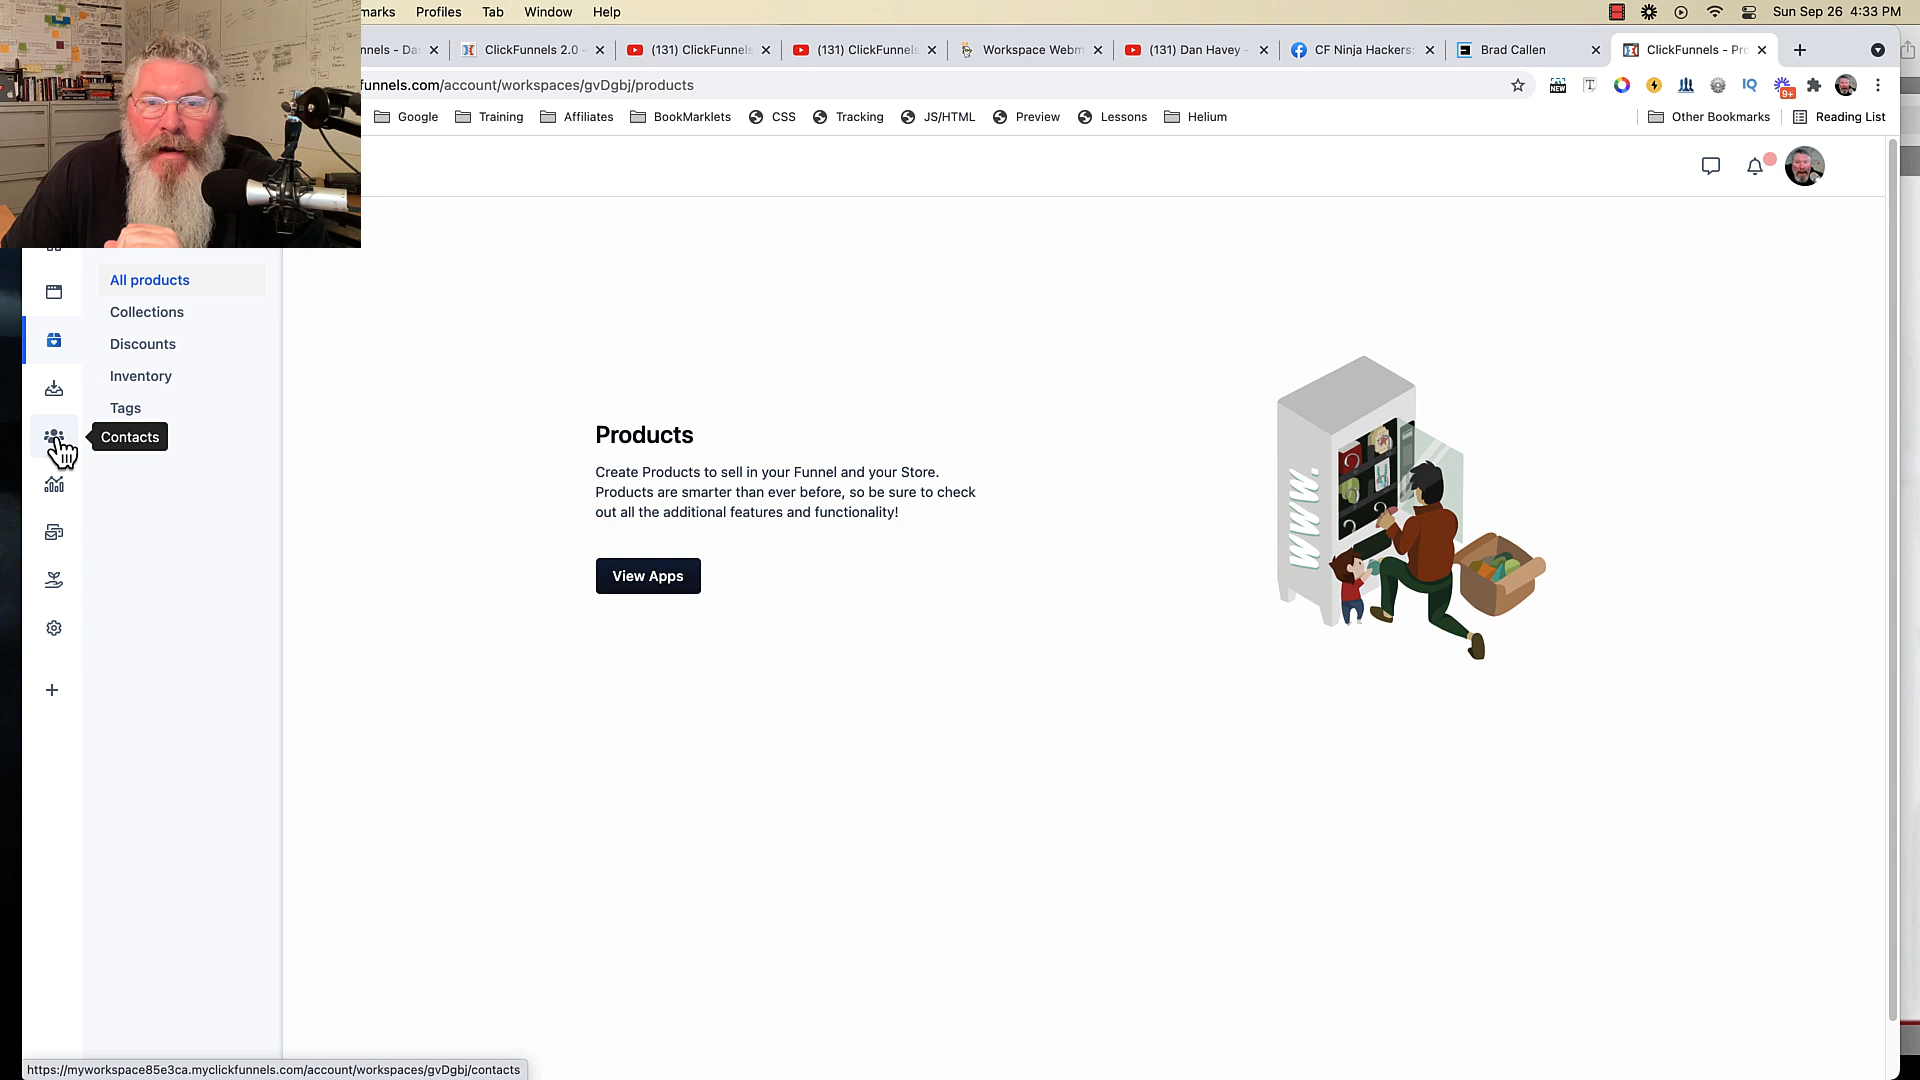 marks Profiles Tab Window Help Sun Sep 26 4:33 PM
nnels - Da ClickFunnels 2.0 - (131) ClickFunnels (131) ClickFunnels Workspace Webm (131) Dan Havey - CF Ninja Hackers: Brad Callen ClickFunnels - Pro
funnels.com/account/workspaces/gvDgbj/products NEW T IQ 9+
Google Training Affiliates BookMarklets CSS Tracking JS/HTML Preview Lessons Helium Other Bookmarks Reading List
All products
Collections
Discounts
Inventory
Tags
Contacts
Products
Create Products to sell in your Funnel and your Store.
Products are smarter than ever before, so be sure to check
out all the additional features and functionality!
View Apps
www.
https://myworkspace85e3ca.myclickfunnels.com/account/workspaces/gvDgbj/contacts